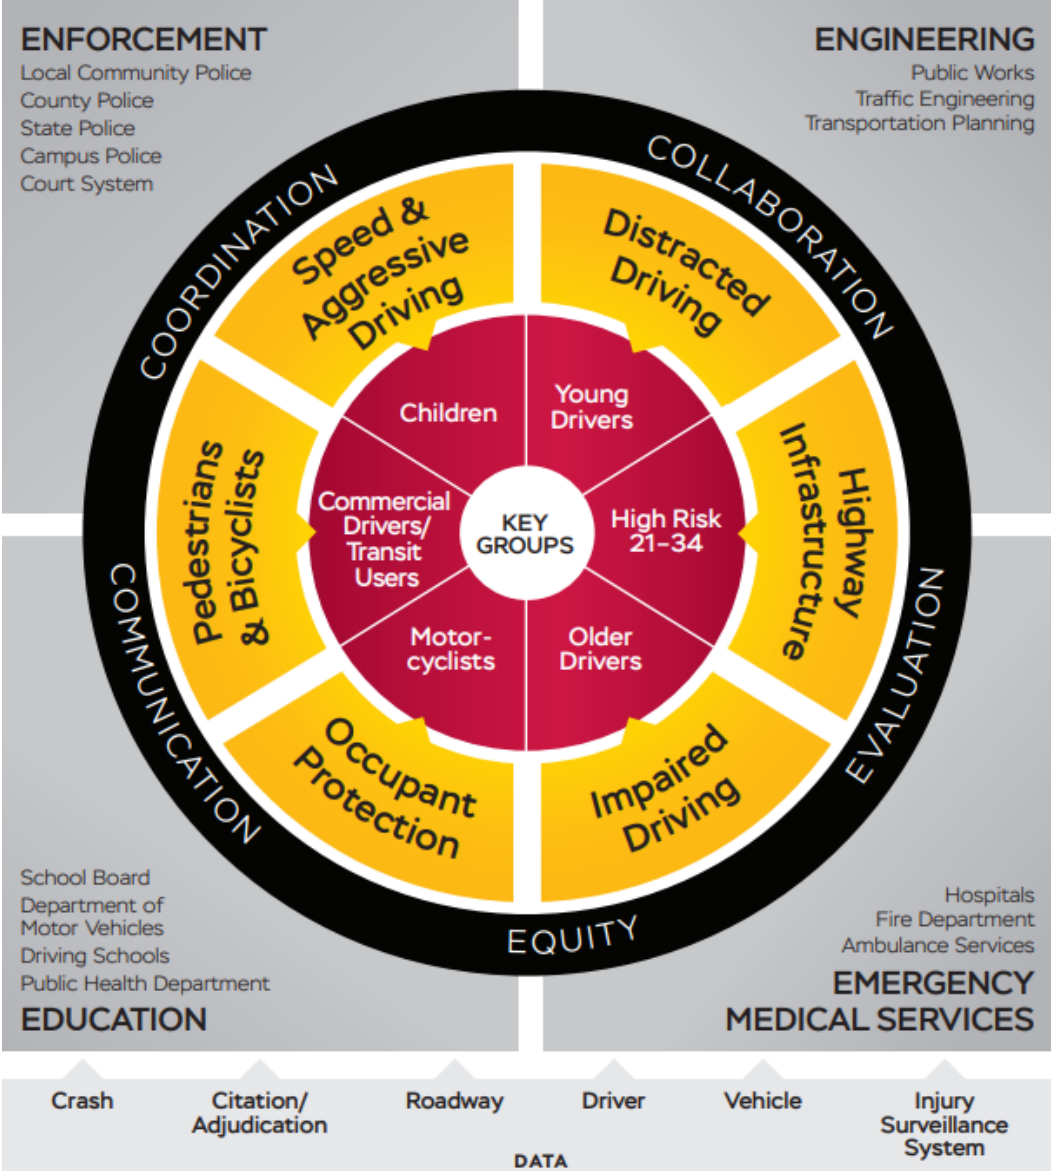 ENFORCEMENT
Local Community Police
County Police
State Police
Campus Police
Court System
ENGINEERING
Public Works
Traffic Engineering
Transportation Planning
COORDINATION
COLLABORATION
Speed &
Aggressive
Driving
Distracted
Driving
Children
Young
Drivers
Pedestrians
& Bicyclists
Commercial
Drivers/
Transit
Users
KEY
GROUPS
High Risk
21–34
Highway
Infrastructure
Motor-
cyclists
Older
Drivers
Occupant
Protection
Impaired
Driving
COMMUNICATION
EVALUATION
EQUITY
School Board
Department of
Motor Vehicles
Driving Schools
Public Health Department
EDUCATION
Hospitals
Fire Department
Ambulance Services
EMERGENCY
MEDICAL SERVICES
Crash
Citation/
Adjudication
Roadway
Driver
Vehicle
Injury
Surveillance
System
DATA